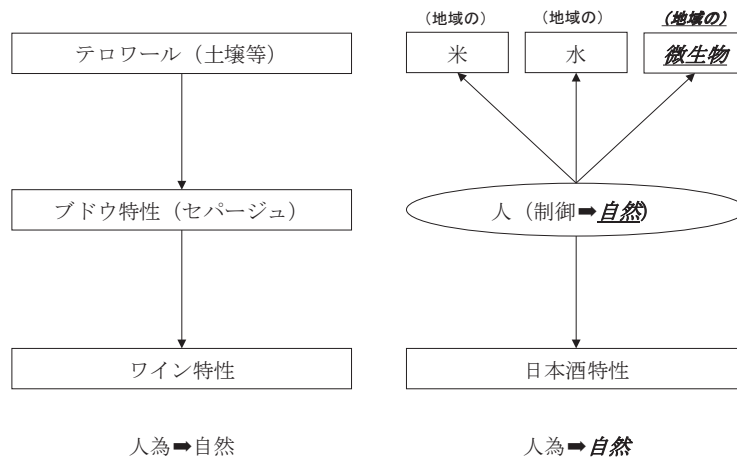 テロワール（土壌等）
ブドウ特性（セパージュ）
ワイン特性
人為➡自然
（地域の） （地域の） （地域の）
米 水 微生物
人（制御➡自然）
日本酒特性
人為➡自然